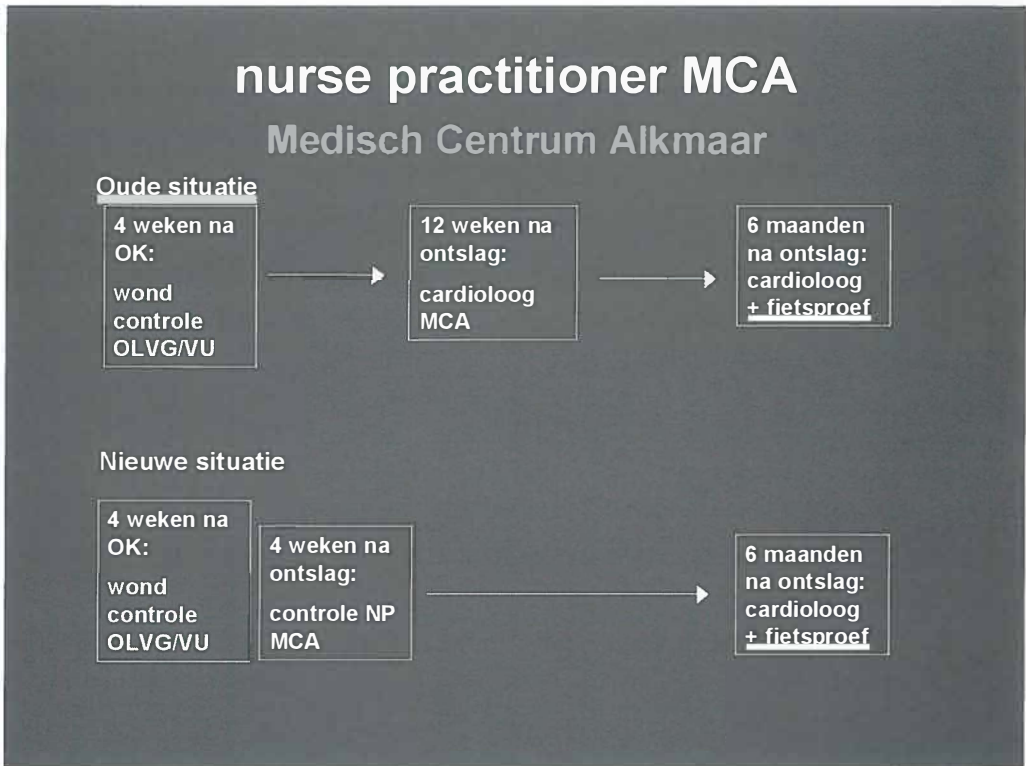 nurse practitioner MCA
Medisch Centrum Alkmaar
Oude situatie
4 weken na
OK:
wond
controle
OLVG/VU
12 weken na
ontslag:
cardioloog
MCA
6 maanden
na ontslag:
cardioloog
+ fietsproef
Nieuwe situatie
4 weken na
OK:
wond
controle
OLVG/VU
4 weken na
ontslag:
controle NP
MCA
6 maanden
na ontslag:
cardioloog
+ fietsproef